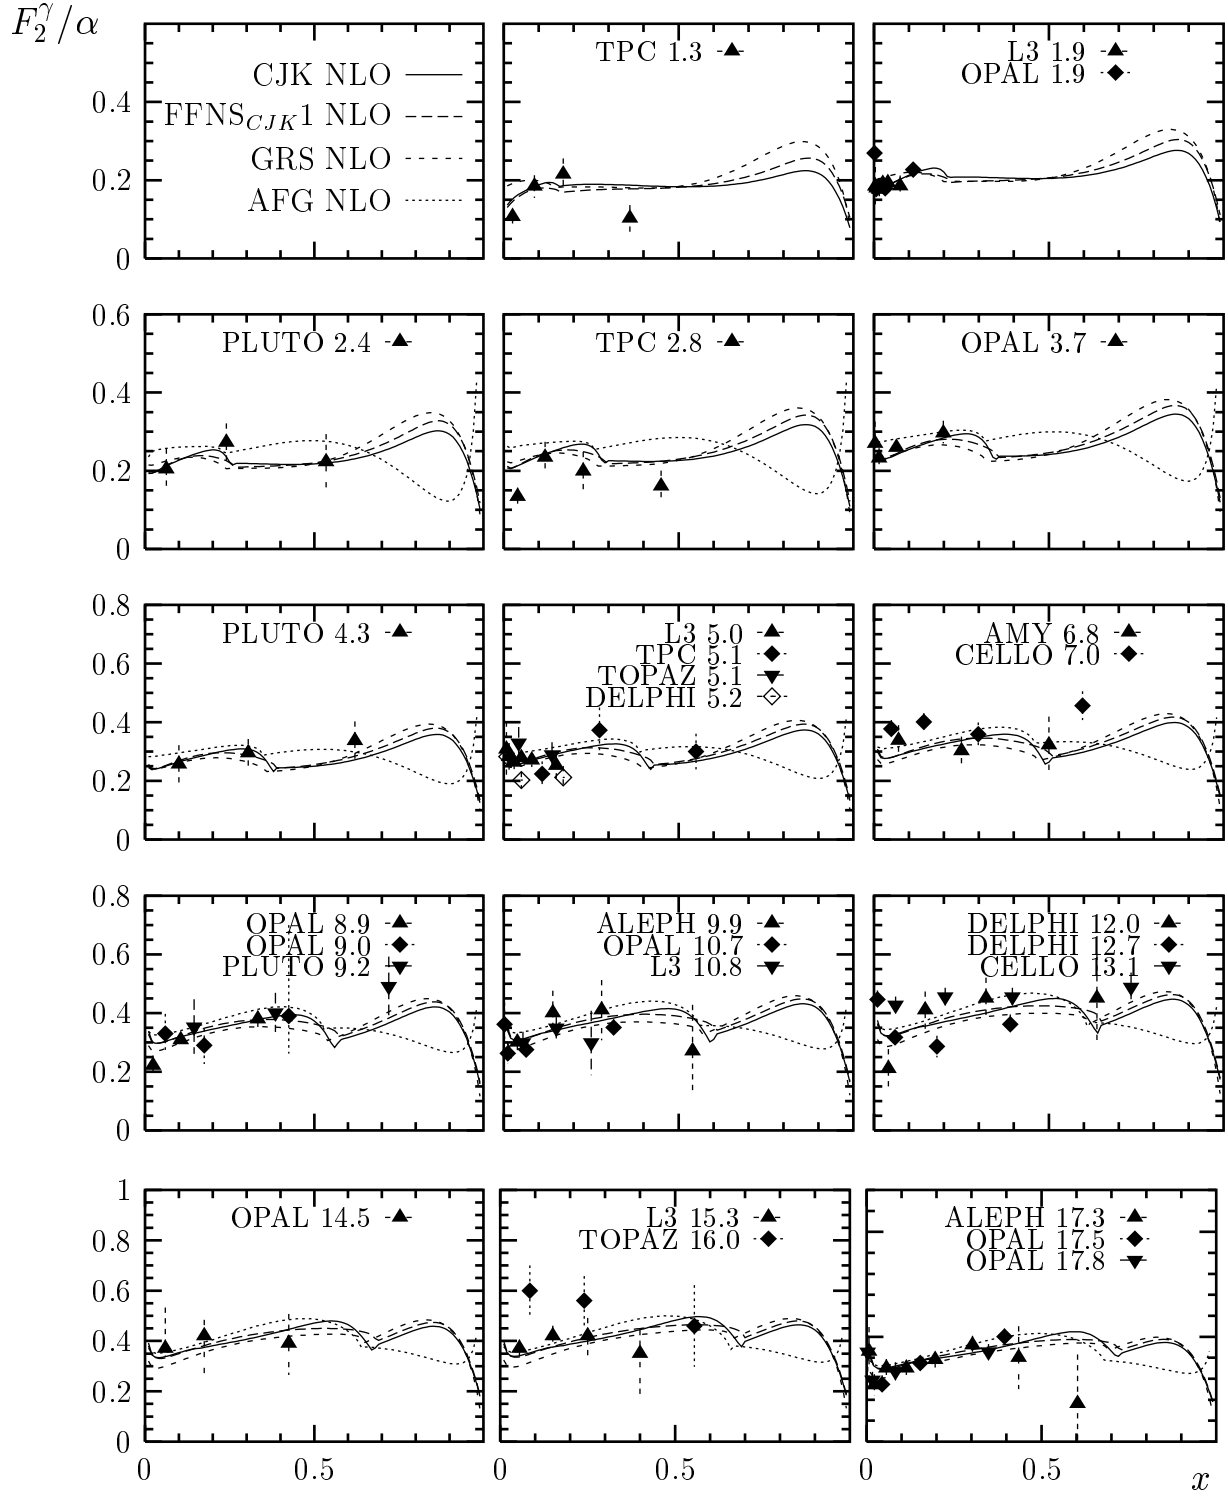 F₂^γ/α
CJK NLO
FFNS_CJK1 NLO
GRS NLO
AFG NLO
0.4
0.2
0
TPC 1.3
L3 1.9
OPAL 1.9
0.6
0.4
0.2
0
PLUTO 2.4
TPC 2.8
OPAL 3.7
0.8
0.6
0.4
0.2
0
PLUTO 4.3
L3 5.0
TPC 5.1
TOPAZ 5.1
DELPHI 5.2
AMY 6.8
CELLO 7.0
0.8
0.6
0.4
0.2
0
OPAL 8.9
OPAL 9.0
PLUTO 9.2
ALEPH 9.9
OPAL 10.7
L3 10.8
DELPHI 12.0
DELPHI 12.7
CELLO 13.1
1
0.8
0.6
0.4
0.2
0
OPAL 14.5
L3 15.3
TOPAZ 16.0
ALEPH 17.3
OPAL 17.5
OPAL 17.8
0 0.5 0 0.5 0 0.5 x